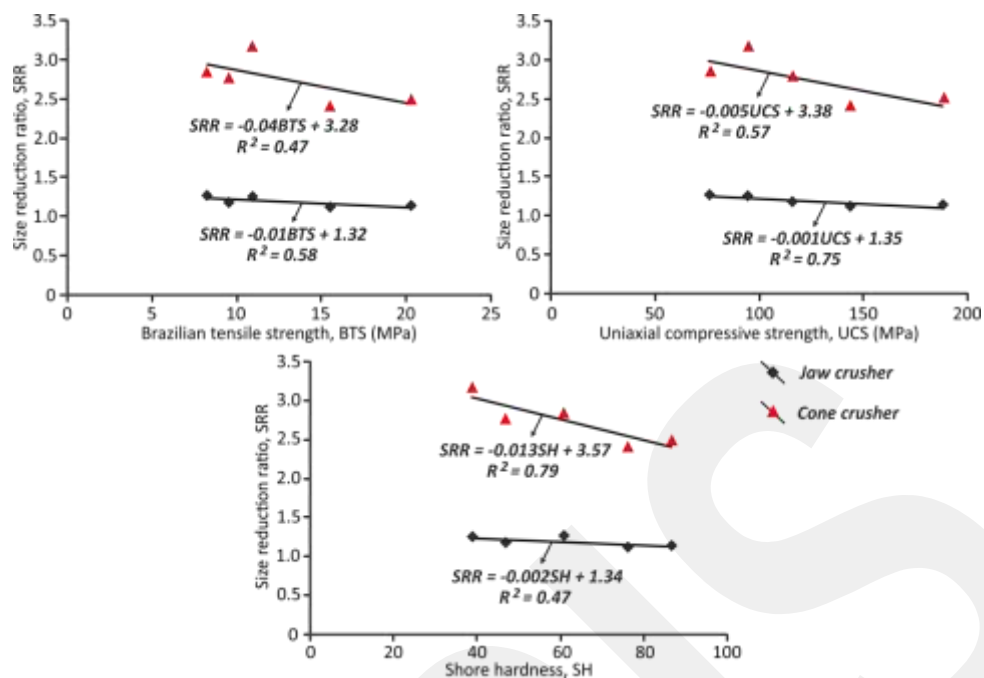 3.5
3.0
2.5
2.0
1.5
1.0
0.5
0
Size reduction ratio, SRR
SRR = -0.04BTS + 3.28
R² = 0.47
SRR = -0.01BTS + 1.32
R² = 0.58
0 5 10 15 20 25
Brazilian tensile strength, BTS (MPa)
3.5
3.0
2.5
2.0
1.5
1.0
0.5
0
Size reduction ratio, SRR
SRR = -0.005UCS + 3.38
R² = 0.57
SRR = -0.001UCS + 1.35
R² = 0.75
0 50 100 150 200
Uniaxial compressive strength, UCS (MPa)
3.5
3.0
2.5
2.0
1.5
1.0
0.5
0
Size reduction ratio, SRR
SRR = -0.013SH + 3.57
R² = 0.79
SRR = -0.002SH + 1.34
R² = 0.47
0 20 40 60 80 100
Shore hardness, SH
Jaw crusher
Cone crusher